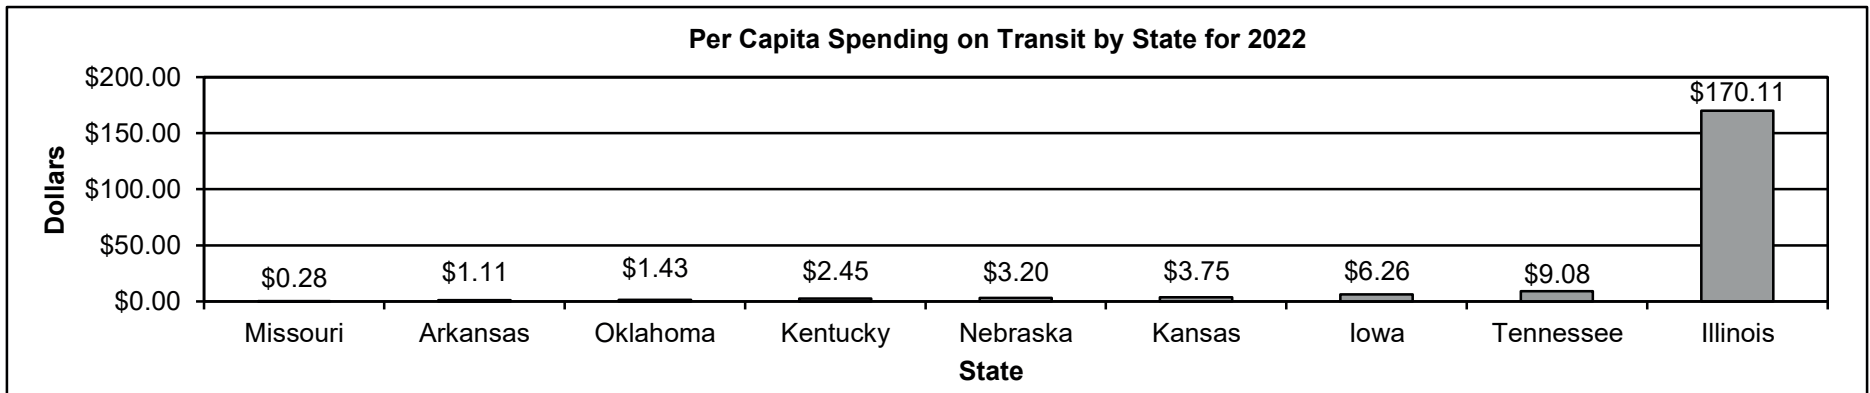 Per Capita Spending on Transit by State for 2022
$200.00
$150.00
$100.00
$50.00
$0.00
Dollars
$0.28
$1.11
$1.43
$2.45
$3.20
$3.75
$6.26
$9.08
$170.11
Missouri
Arkansas
Oklahoma
Kentucky
Nebraska
Kansas
Iowa
Tennessee
Illinois
State